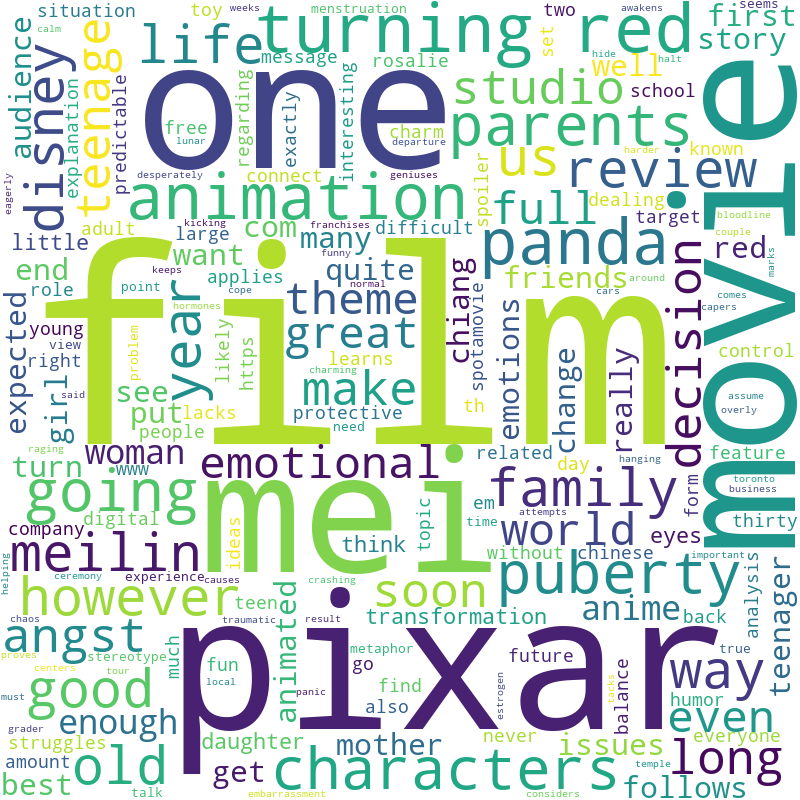 calm
weeks
menstruation
awakens
seems
situation
toy
two
first
audience
disney
explanation
teenage
predictable
life
message
rosalie
turning
red
set
well
story
movie
one
regarding
exactly
interesting
studio
school
free
charm
parents
lunar
departure
known
eagerly
desperately
connect
geniuses
us
review
dealing
spoiler
adult
animation
full
target
bloodline
kicking
franchises
difficult
couple
little
large
com
many
funny
panda
decision
red
around
marks
want
keeps
applies
quite
chiang
spotamovie
friends
end
year
normal
cars
comes
capers
role
point
cope
theme
film
hormones
emotions
change
really
young
likely
https
great
control
expected
girl
right
view
problem
learns
charming
see
make
th
feature
assume
said
put
lacks
protective
overly
people
need
woman
emotional
related
day
hanging
toronto
raging
turn
www
family
eyes
form
business
going
mei
attempts
digital
ideas
topic
em
world
thirty
company
think
time
without
chinese
important
meilin
puberty
analysis
helping
ceremony
experience
causes
however
teen
crashing
soon
anime
angst
traumatic
result
transformation
back
teenager
chaos
animated
pixar
proves
stereotype
much
metaphor
way
true
centers
fun
go
future
balance
tour
local
panic
find
tacks
humor
must
good
also
estrogen
even
enough
grader
struggles
daughter
mother
never
issues
everyone
amount
old
get
characters
temple
long
best
talk
embarrassment
considers
follows